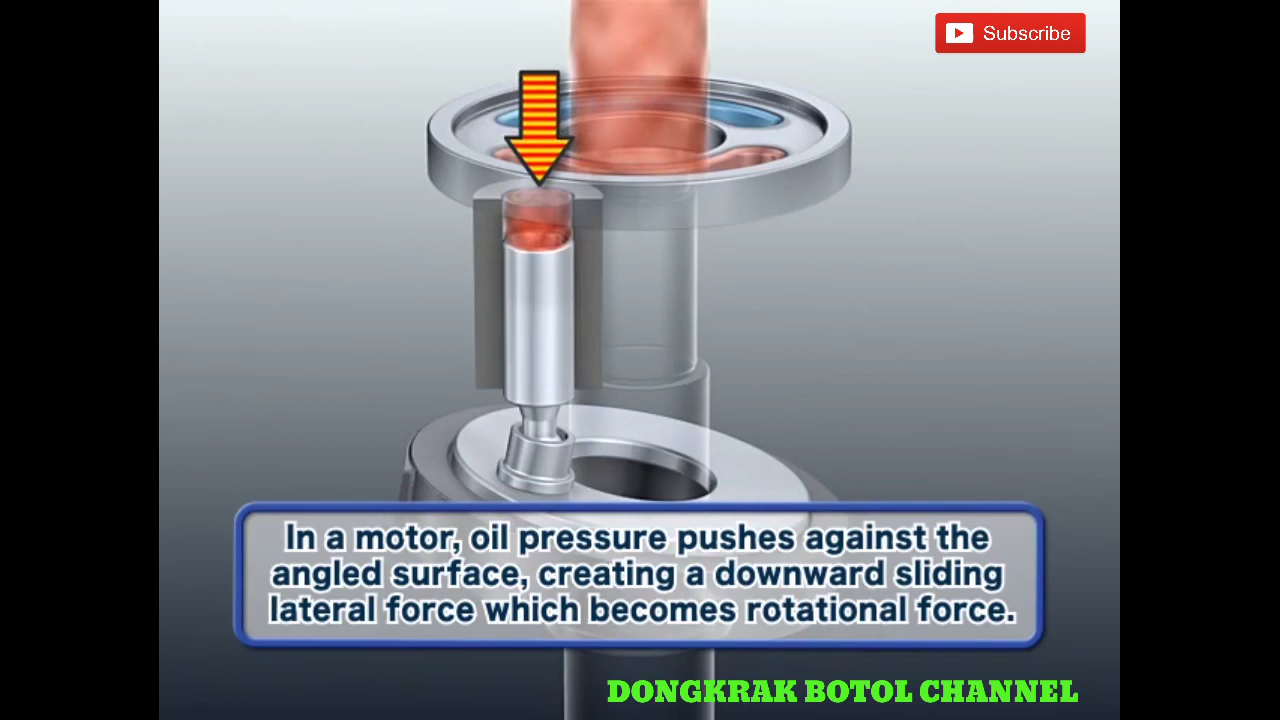 Subscribe
In a motor, oil pressure pushes against the
angled surface, creating a downward sliding
lateral force which becomes rotational force.
DONGKRAK BOTOL CHANNEL